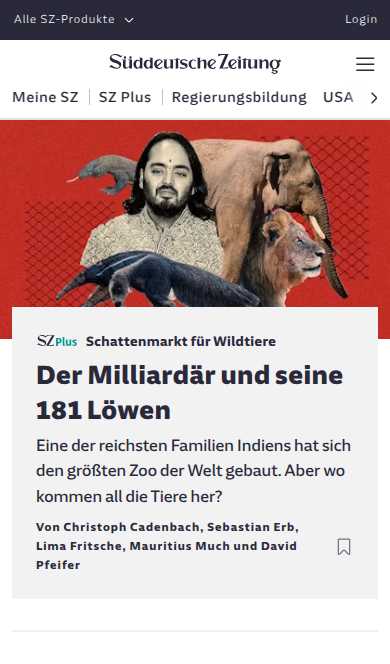 Alle SZ-Produkte
Login
Süddeutsche Zeitung
Meine SZ
SZ Plus
Regierungsbildung
USA
SZ Plus Schattenmarkt für Wildtiere
Der Milliardär und seine
181 Löwen
Eine der reichsten Familien Indiens hat sich
den größten Zoo der Welt gebaut. Aber wo
kommen all die Tiere her?
Von Christoph Cadenbach, Sebastian Erb,
Lima Fritsche, Mauritius Much und David
Pfeifer